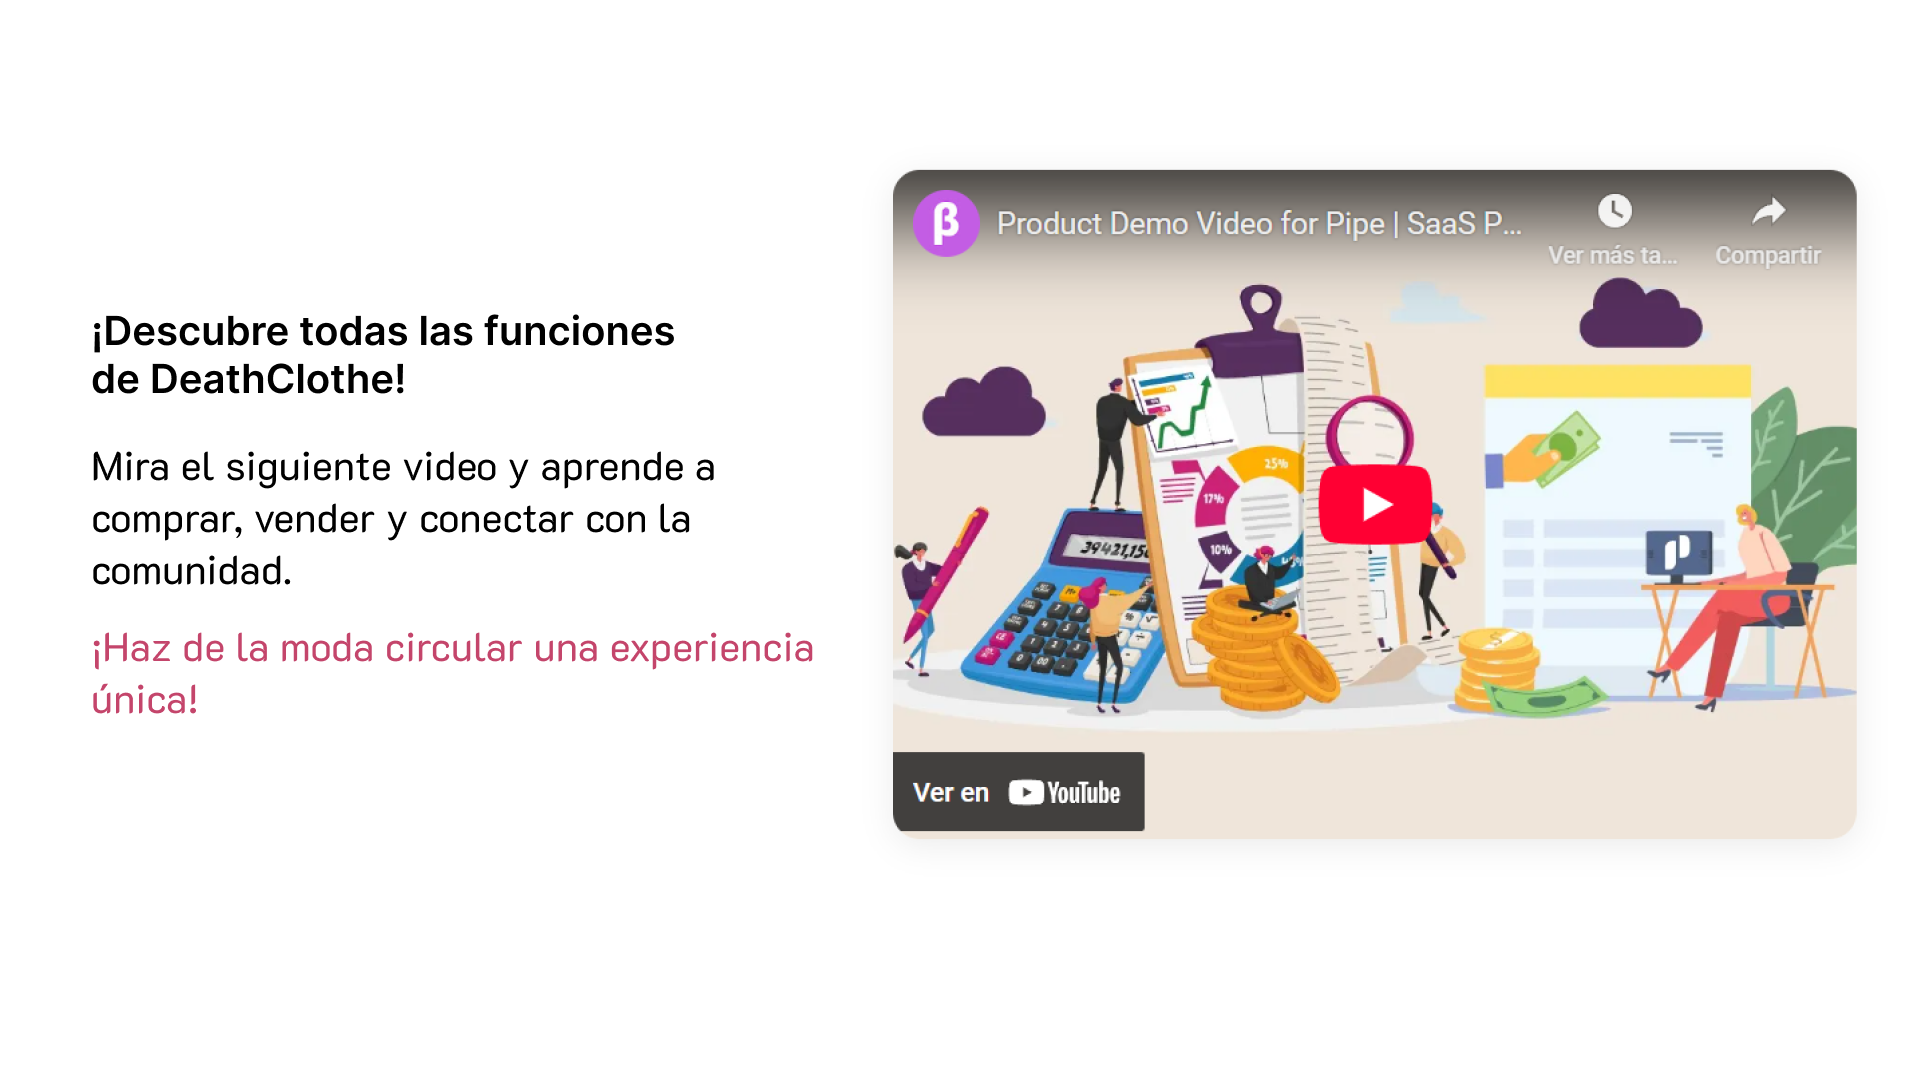 ¡Descubre todas las funciones
de DeathClothe!
Mira el siguiente video y aprende a
comprar, vender y conectar con la
comunidad.
¡Haz de la moda circular una experiencia
única!
β
Product Demo Video for Pipe | SaaS P...
Ver más ta...
Compartir
25%
17%
10%
39421,15
Ver en YouTube